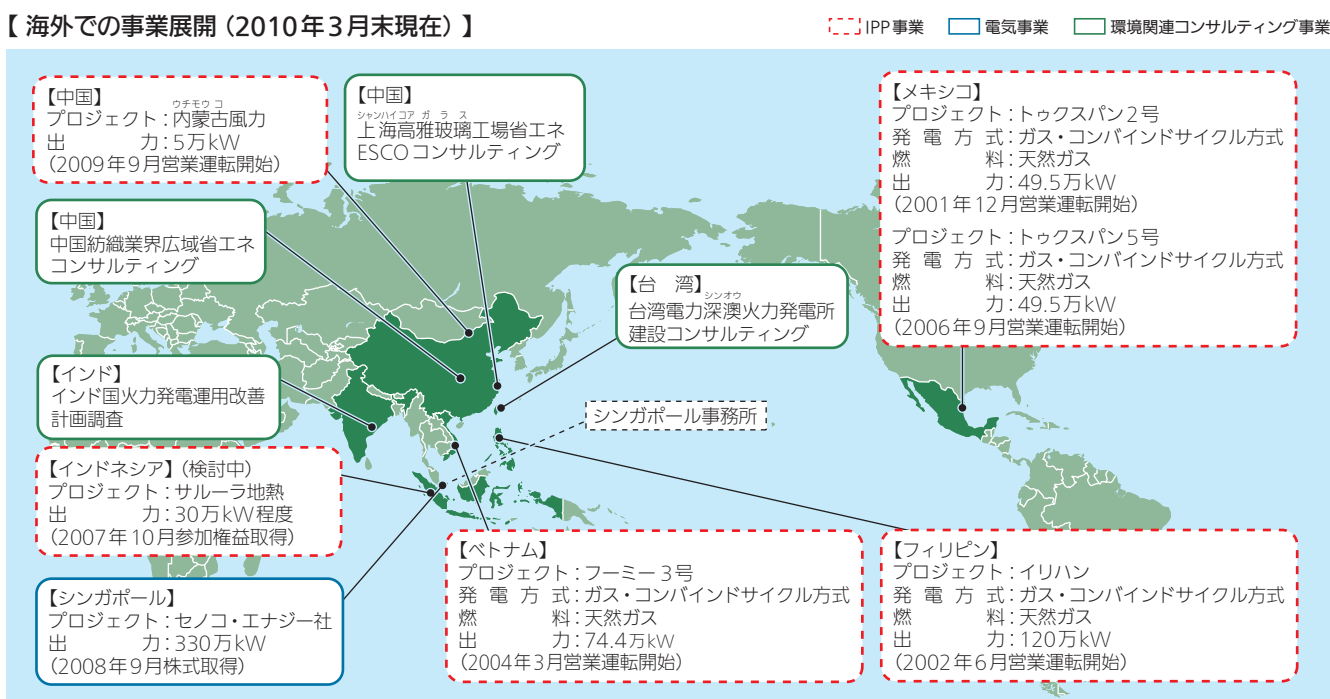 【 海外での事業展開（2010年3月末現在）】
IPP事業 電気事業 環境関連コンサルティング事業
【中国】
ウチモウコ
プロジェクト：内蒙古風力
出 力：5万kW
（2009年9月営業運転開始）
【中国】
シャンハイコア ガラス
上海高雅玻璃工場省エネ
ESCOコンサルティング
【中国】
中国紡織業界広域省エネ
コンサルティング
【インド】
インド国火力発電運用改善
計画調査
【インドネシア】（検討中）
プロジェクト：サルーラ地熱
出 力：30万kW程度
（2007年10月参加権益取得）
【シンガポール】
プロジェクト：セノコ・エナジー社
出 力：330万kW
（2008年9月株式取得）
【台 湾】
シンオウ
台湾電力深澳火力発電所
建設コンサルティング
シンガポール事務所
【ベトナム】
プロジェクト：フーミー3号
発電方式：ガス・コンバインドサイクル方式
燃 料：天然ガス
出 力：74.4万kW
（2004年3月営業運転開始）
【メキシコ】
プロジェクト：トゥクスパン2号
発電方式：ガス・コンバインドサイクル方式
燃 料：天然ガス
出 力：49.5万kW
（2001年12月営業運転開始）
プロジェクト：トゥクスパン5号
発電方式：ガス・コンバインドサイクル方式
燃 料：天然ガス
出 力：49.5万kW
（2006年9月営業運転開始）
【フィリピン】
プロジェクト：イリハン
発電方式：ガス・コンバインドサイクル方式
燃 料：天然ガス
出 力：120万kW
（2002年6月営業運転開始）